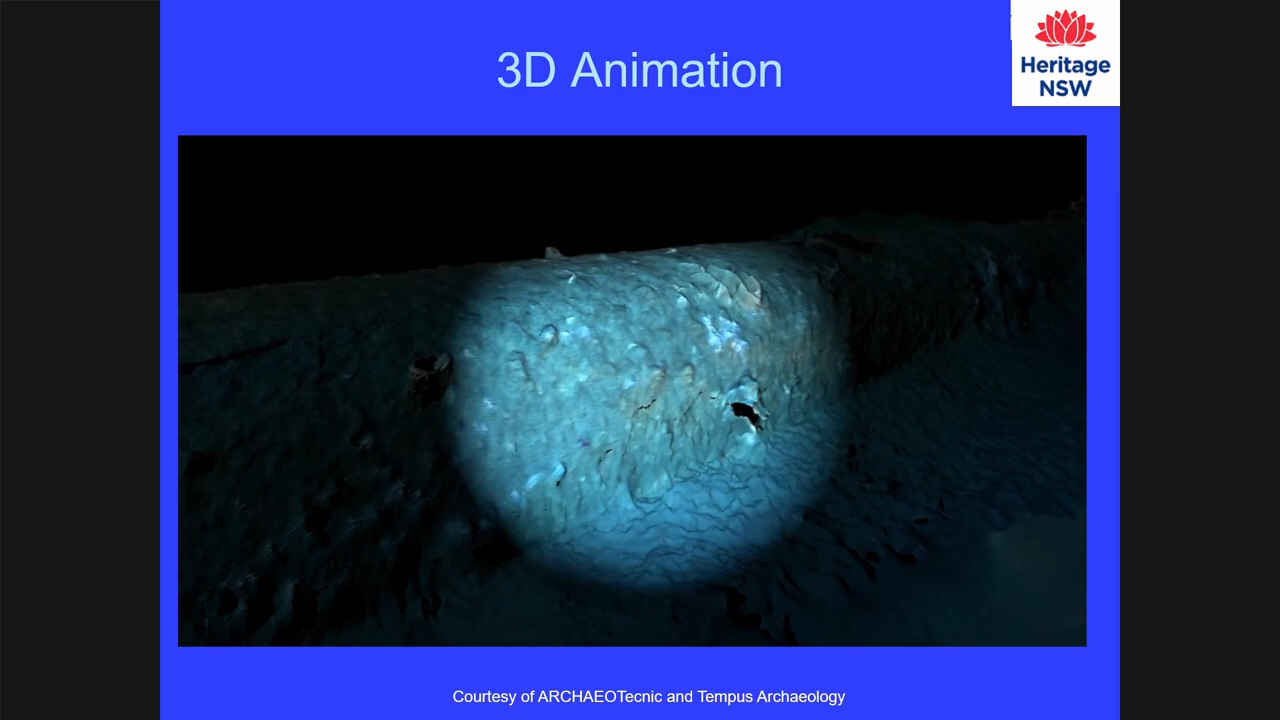 3D Animation
Heritage
NSW
Courtesy of ARCHAEOTecnic and Tempus Archaeology